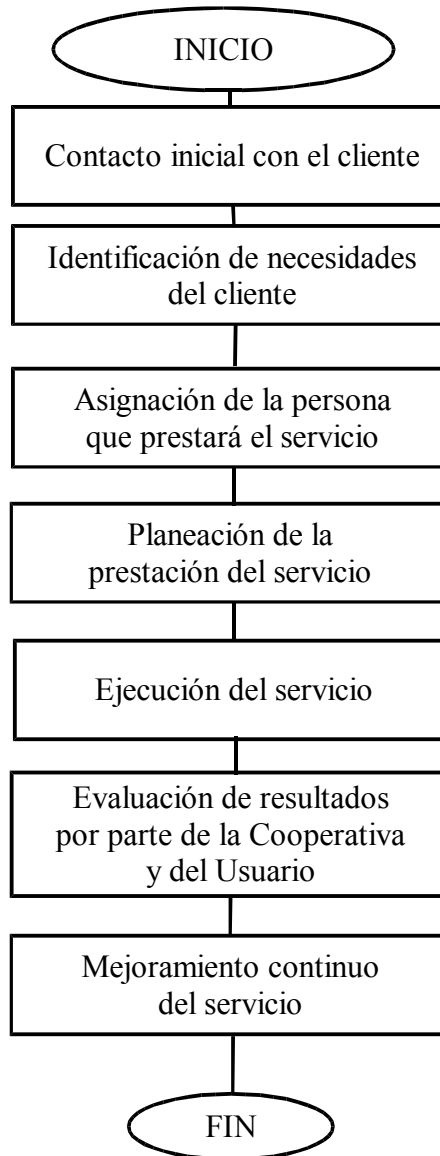 INICIO
Contacto inicial con el cliente
Identificación de necesidades
del cliente
Asignación de la persona
que prestará el servicio
Planeación de la
prestación del servicio
Ejecución del servicio
Evaluación de resultados
por parte de la Cooperativa
y del Usuario
Mejoramiento continuo
del servicio
FIN